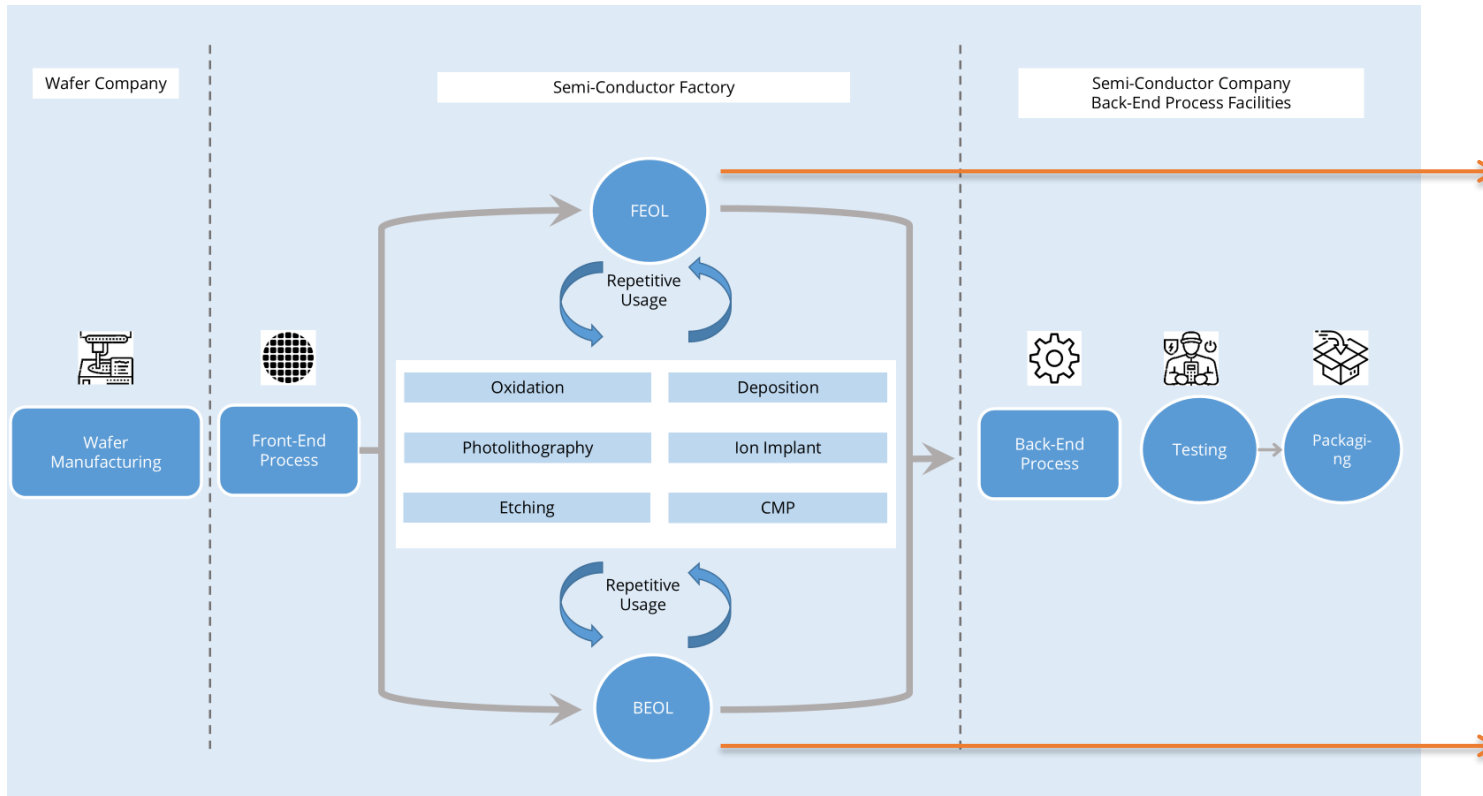 Wafer Company
Semi-Conductor Factory
Semi-Conductor Company
Back-End Process Facilities
FEOL
Repetitive
Usage
Wafer
Manufacturing
Front-End
Process
Oxidation
Deposition
Photolithography
Ion Implant
Etching
CMP
Back-End
Process
Testing
Packagi-
ng
Repetitive
Usage
BEOL